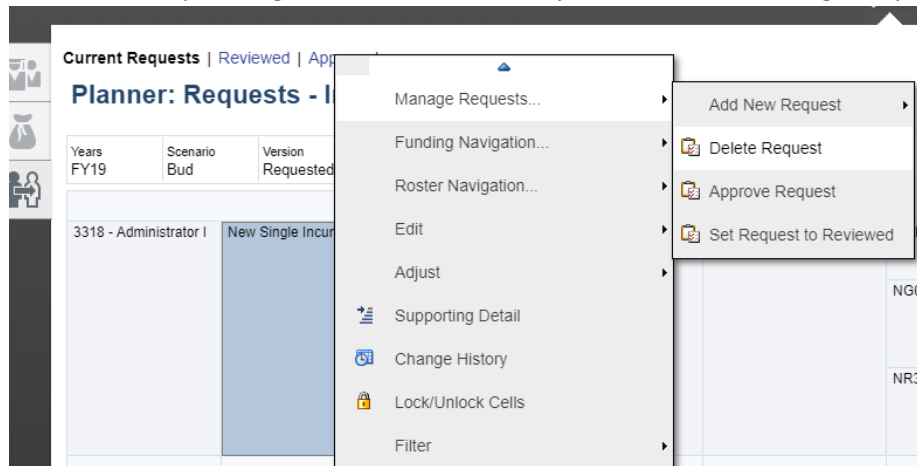 Current Requests | Reviewed | App
Planner: Requests - I
Years Scenario Version
FY19 Bud Requested
3318 - Administrator I New Single Incur
Manage Requests...
Funding Navigation...
Roster Navigation...
Edit
Adjust
Supporting Detail
Change History
Lock/Unlock Cells
Filter
Add New Request
Delete Request
Approve Request
Set Request to Reviewed
NG0
NR3